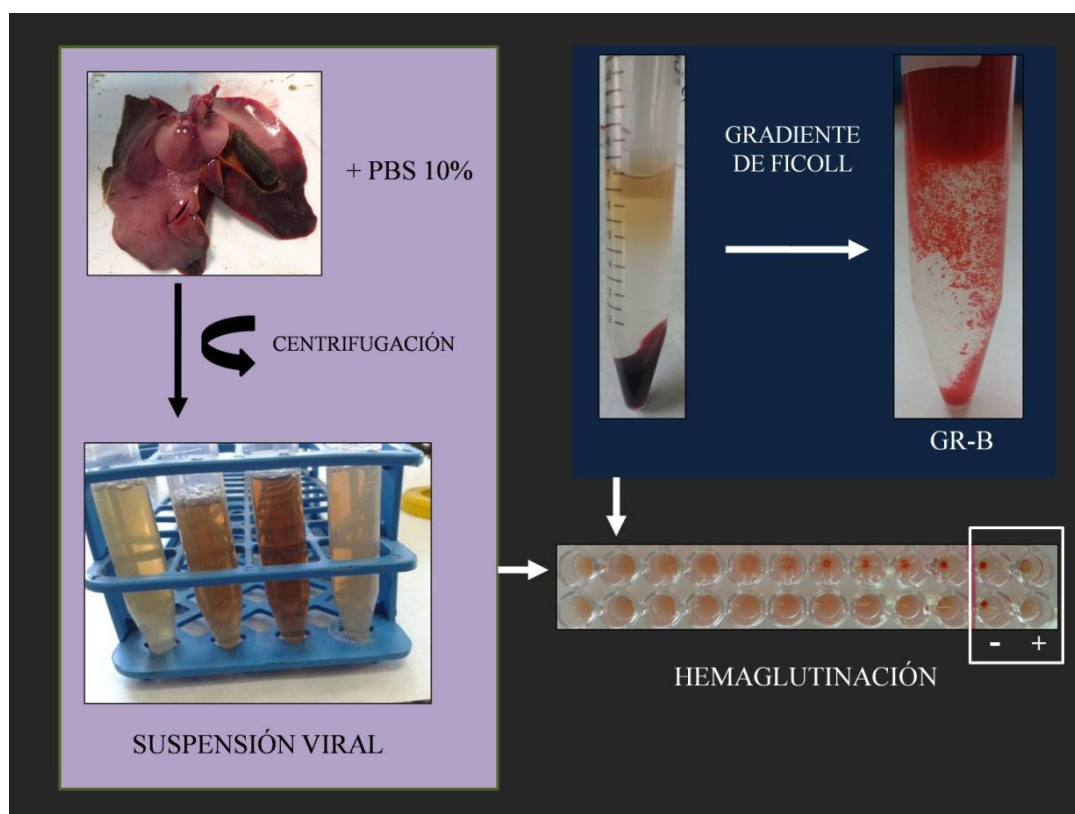 + PBS 10%
CENTRIFUGACIÓN
SUSPENSIÓN VIRAL
GRADIENTE
DE FICOLL
GR-B
- +
HEMAGLUTINACIÓN